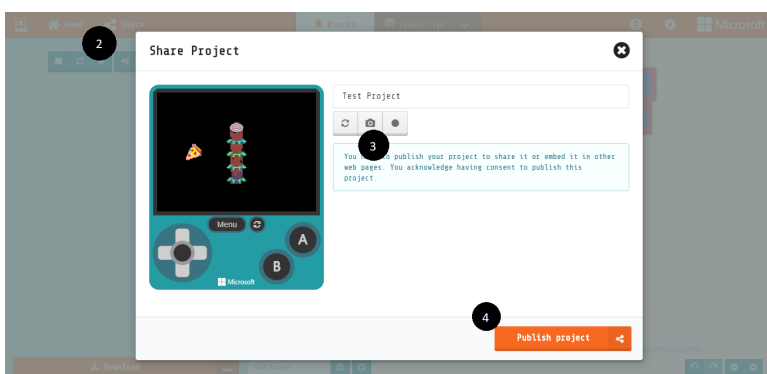 Home Share
Blocks JavaScript
Microsoft
2
Share Project
Test Project
3
You to publish your project to share it or embed it in other
web pages. You acknowledge having consent to publish this
project.
Menu
A
B
Microsoft
4
Publish project
Download
Test Project